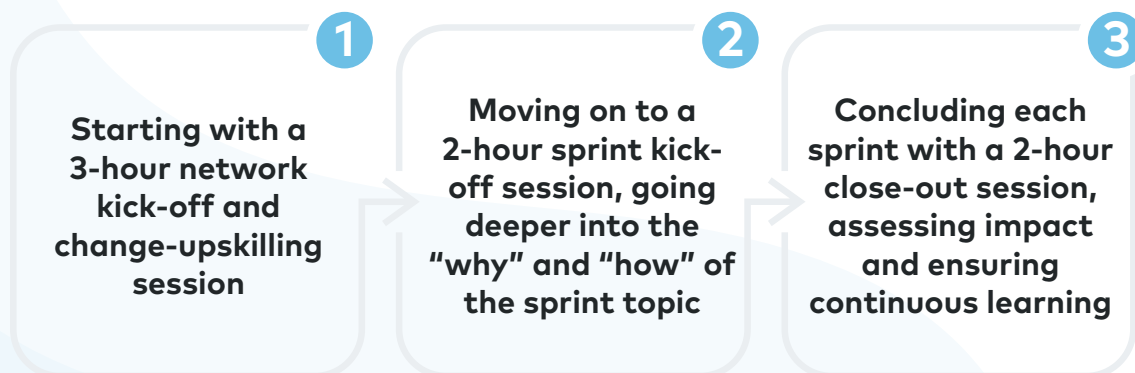 1
Starting with a
3-hour network
kick-off and
change-upskilling
session
2
Moving on to a
2-hour sprint kick-
off session, going
deeper into the
“why” and “how” of
the sprint topic
3
Concluding each
sprint with a 2-hour
close-out session,
assessing impact
and ensuring
continuous learning